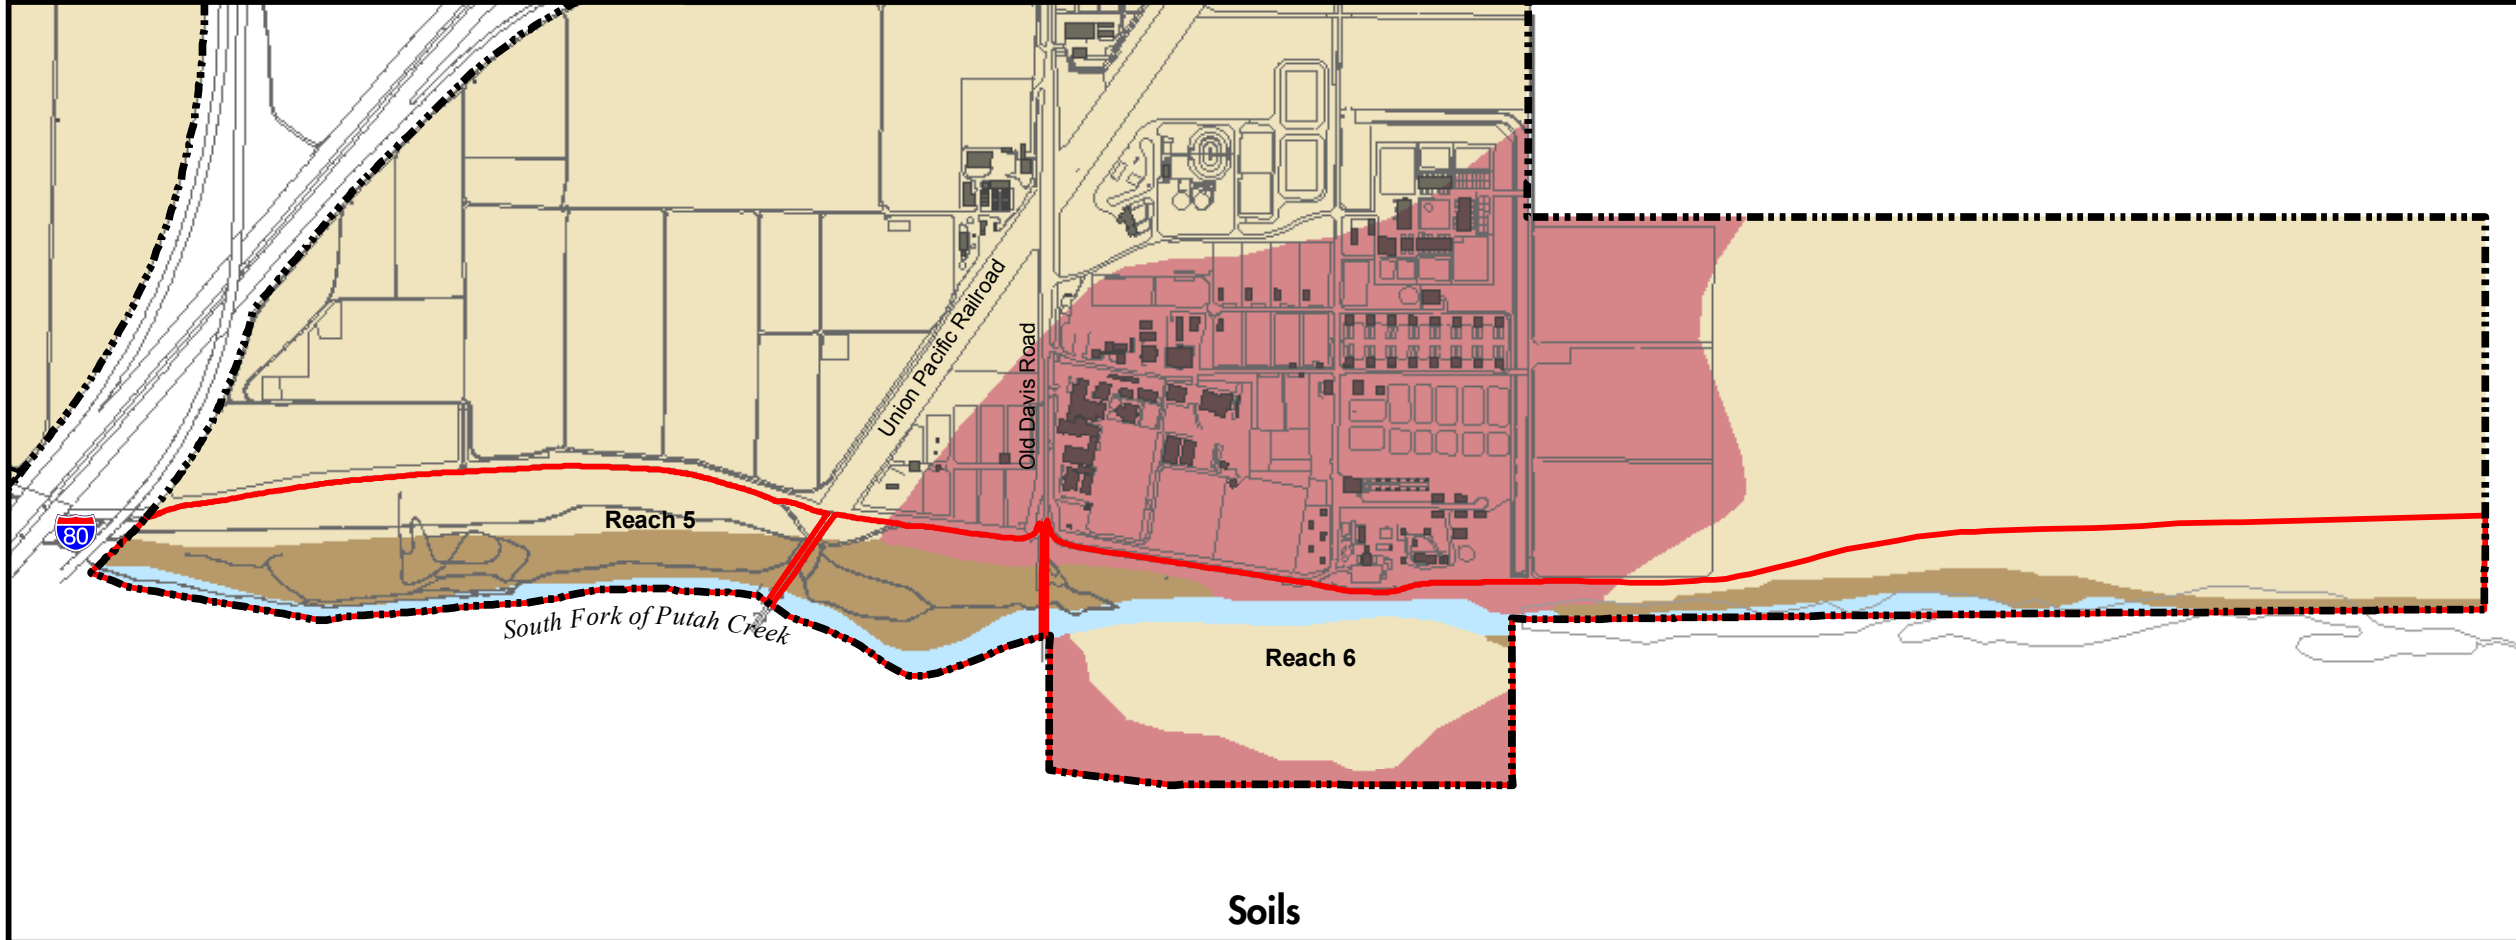 Union Pacific Railroad
Old Davis Road
Reach 5
80
South Fork of Putah Creek
Reach 6
Soils